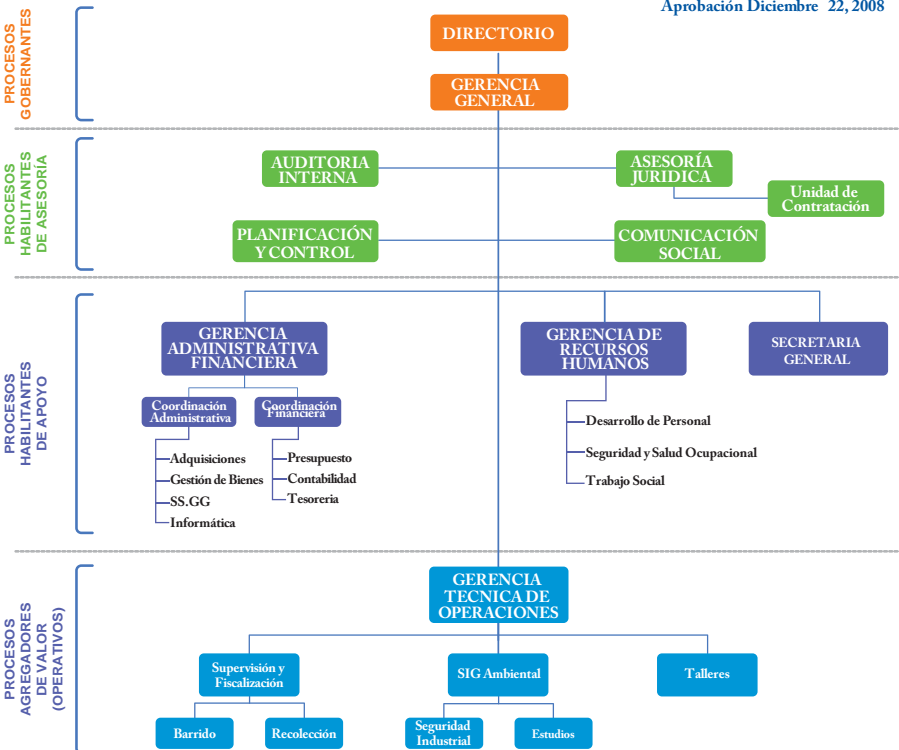 Aprobación Diciembre 22, 2008
PROCESOS
GOBERNANTES
DIRECTORIO
GERENCIA
GENERAL
PROCESOS
HABILITANTES
DE ASESORÍA
AUDITORIA
INTERNA
ASESORÍA
JURIDICA
Unidad de
Contratación
PLANIFICACIÓN
Y CONTROL
COMUNICACIÓN
SOCIAL
PROCESOS
HABILITANTES
DE APOYO
GERENCIA
ADMINISTRATIVA
FINANCIERA
GERENCIA DE
RECURSOS
HUMANOS
SECRETARIA
GENERAL
Coordinación
Administrativa
Coordinación
Financiera
Adquisiciones
Gestión de Bienes
SS.GG
Informática
Presupuesto
Contabilidad
Tesoreria
Desarrollo de Personal
Seguridad y Salud Ocupacional
Trabajo Social
PROCESOS
AGREGADORES
DE VALOR
(OPERATIVOS)
GERENCIA
TECNICA DE
OPERACIONES
Supervisión y
Fiscalización
SIG Ambiental
Talleres
Barrido
Recolección
Seguridad
Industrial
Estudios